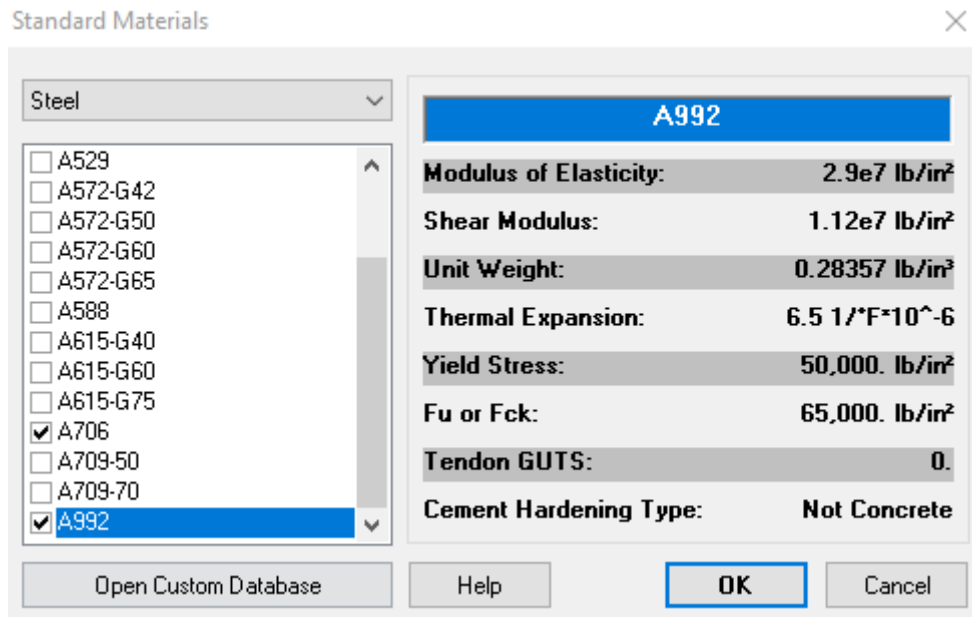 Standard Materials
Steel
A529
A572-G42
A572-G50
A572-G60
A572-G65
A588
A615-G40
A615-G60
A615-G75
A706
A709-50
A709-70
A992
Open Custom Database
A992
Modulus of Elasticity: 2.9e7 lb/in²
Shear Modulus: 1.12e7 lb/in²
Unit Weight: 0.28357 lb/in³
Thermal Expansion: 6.5 1/°F*10^-6
Yield Stress: 50,000. lb/in²
Fu or Fck: 65,000. lb/in²
Tendon GUTS: 0.
Cement Hardening Type: Not Concrete
Help
OK
Cancel